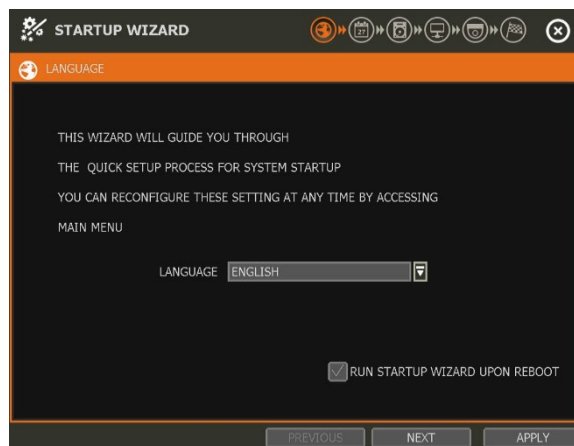 STARTUP WIZARD
27
LANGUAGE
THIS WIZARD WILL GUIDE YOU THROUGH
THE QUICK SETUP PROCESS FOR SYSTEM STARTUP
YOU CAN RECONFIGURE THESE SETTING AT ANY TIME BY ACCESSING
MAIN MENU
LANGUAGE ENGLISH
RUN STARTUP WIZARD UPON REBOOT
PREVIOUS NEXT APPLY